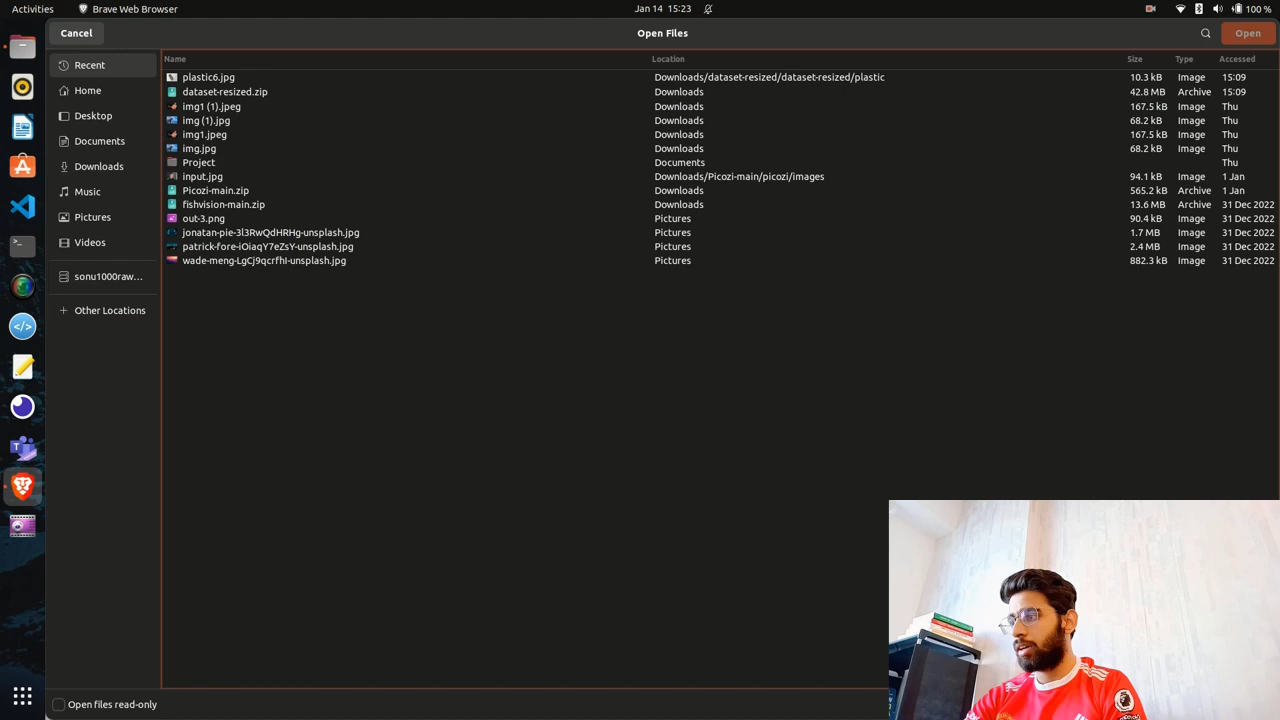 Activities Brave Web Browser Jan 14 15:23 100 %
Cancel Open Files Open
Recent
Home
Desktop
Documents
Downloads
Music
Pictures
Videos
sonu1000raw...
Other Locations
Name Location Size Type Accessed
plastic6.jpg Downloads/dataset-resized/dataset-resized/plastic 10.3 kB Image 15:09
dataset-resized.zip Downloads 42.8 MB Archive 15:09
img1 (1).jpeg Downloads 167.5 kB Image Thu
img (1).jpg Downloads 68.2 kB Image Thu
img1.jpeg Downloads 167.5 kB Image Thu
img.jpg Downloads 68.2 kB Image Thu
Project Documents Thu
input.jpg Downloads/Picozi-main/picozi/images 94.1 kB Image 1 Jan
Picozi-main.zip Downloads 565.2 kB Archive 1 Jan
fishvision-main.zip Downloads 13.6 MB Archive 31 Dec 2022
out-3.png Pictures 90.4 kB Image 31 Dec 2022
jonatan-pie-3l3RwQdHRHg-unsplash.jpg Pictures 1.7 MB Image 31 Dec 2022
patrick-fore-iOiaqY7eZsY-unsplash.jpg Pictures 2.4 MB Image 31 Dec 2022
wade-meng-LgCj9qcrfhI-unsplash.jpg Pictures 882.3 kB Image 31 Dec 2022
Open files read-only